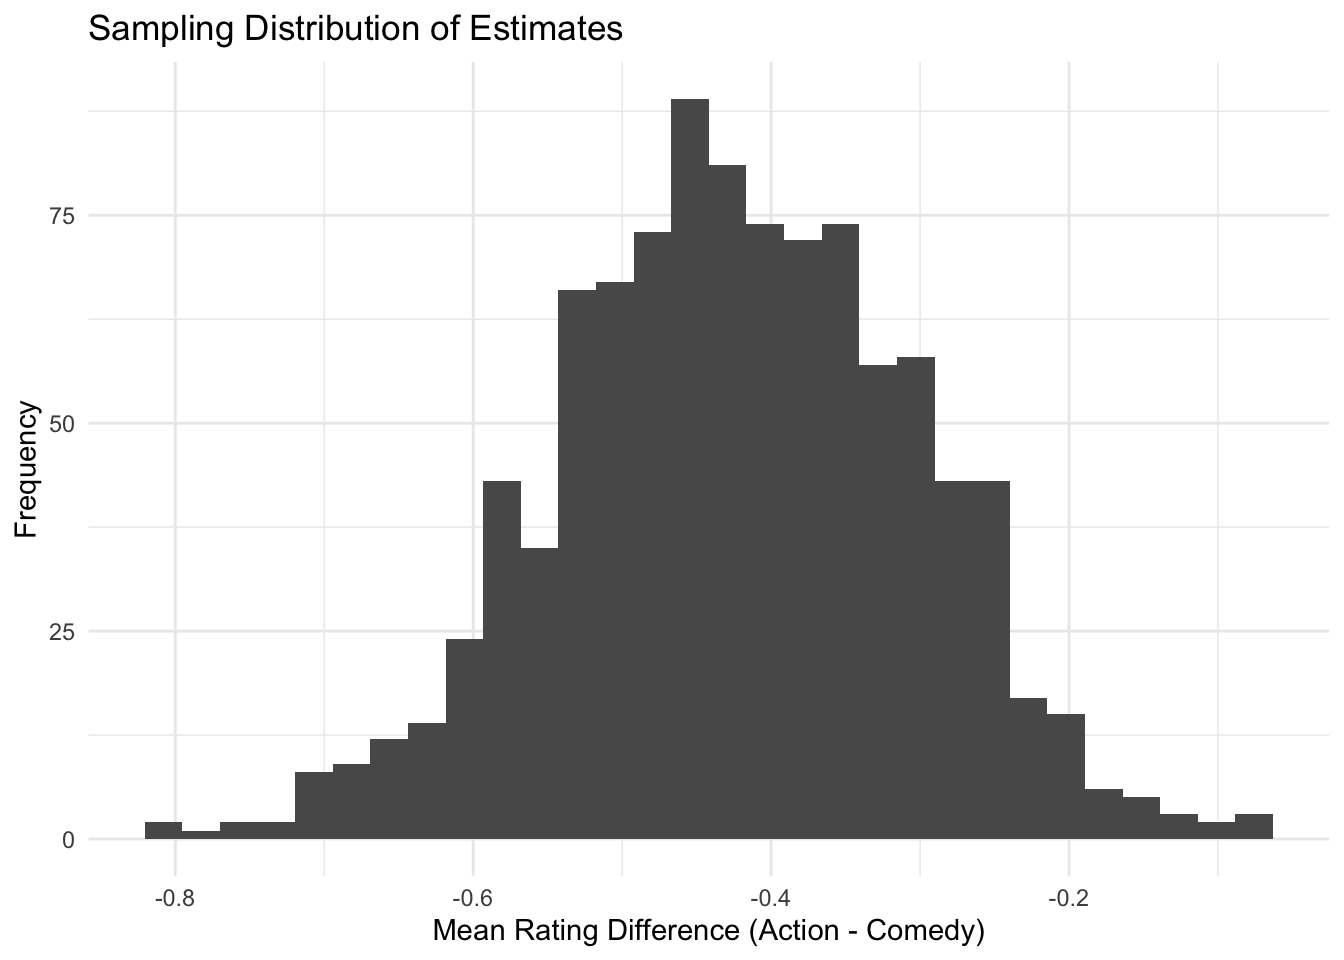 Sampling Distribution of Estimates
75
50
25
0
Frequency
-0.8
-0.6
-0.4
-0.2
Mean Rating Difference (Action - Comedy)